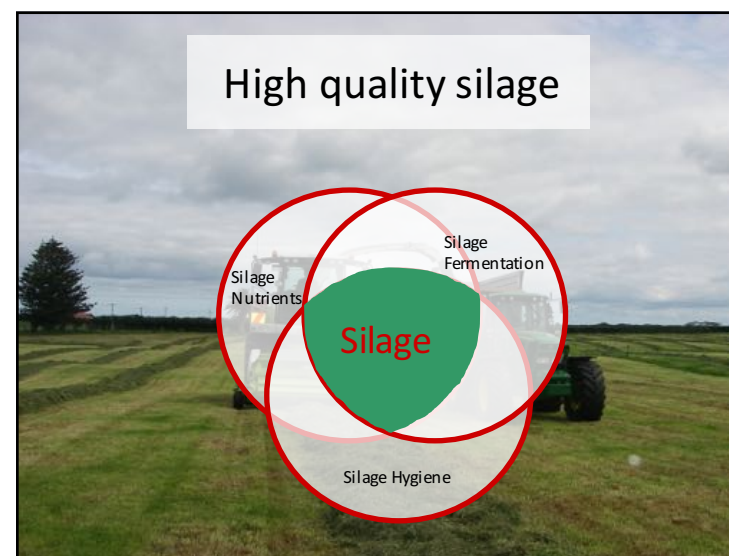 High quality silage
Silage
Fermentation
Silage
Nutrients
Silage
Silage Hygiene